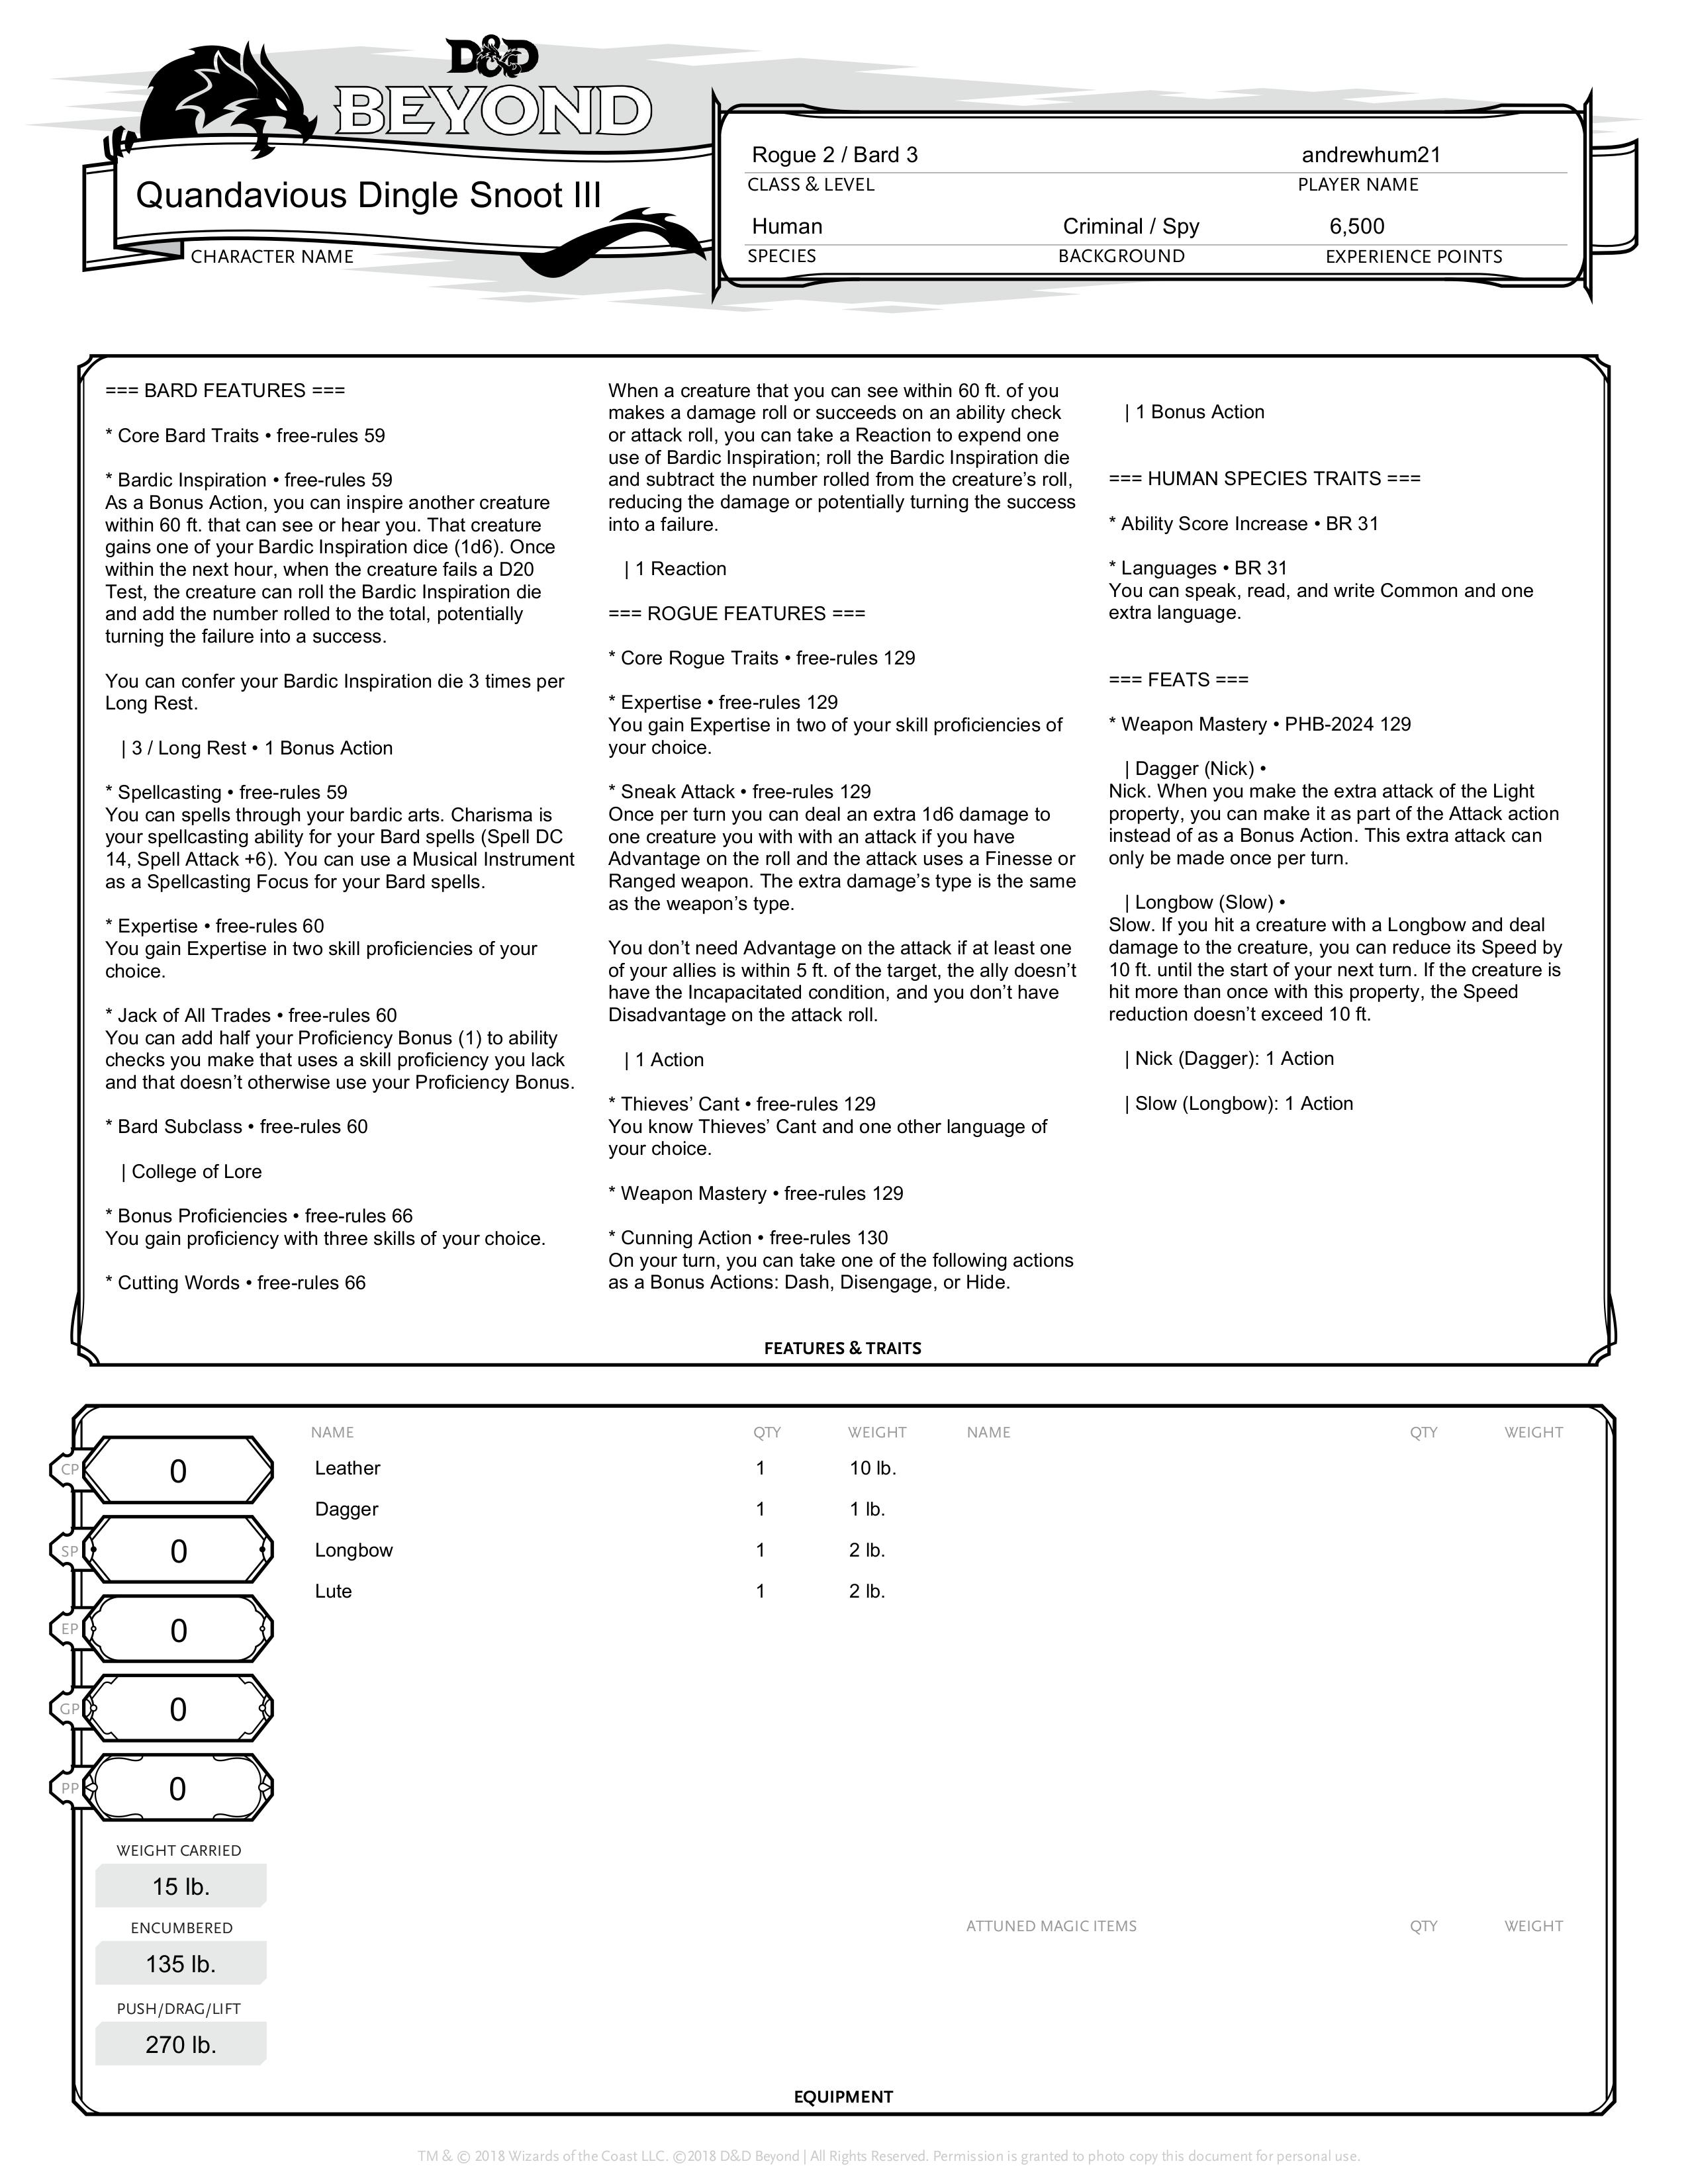 D&D
BEYOND
Quandavious Dingle Snoot III
CHARACTER NAME
Rogue 2 / Bard 3
andrewhum21
CLASS & LEVEL
PLAYER NAME
Human
Criminal / Spy
6,500
SPECIES
BACKGROUND
EXPERIENCE POINTS
=== BARD FEATURES ===
* Core Bard Traits • free-rules 59
* Bardic Inspiration • free-rules 59
As a Bonus Action, you can inspire another creature
within 60 ft. that can see or hear you. That creature
gains one of your Bardic Inspiration dice (1d6). Once
within the next hour, when the creature fails a D20
Test, the creature can roll the Bardic Inspiration die
and add the number rolled to the total, potentially
turning the failure into a success.
You can confer your Bardic Inspiration die 3 times per
Long Rest.
| 3 / Long Rest • 1 Bonus Action
* Spellcasting • free-rules 59
You can spells through your bardic arts. Charisma is
your spellcasting ability for your Bard spells (Spell DC
14, Spell Attack +6). You can use a Musical Instrument
as a Spellcasting Focus for your Bard spells.
* Expertise • free-rules 60
You gain Expertise in two skill proficiencies of your
choice.
* Jack of All Trades • free-rules 60
You can add half your Proficiency Bonus (1) to ability
checks you make that uses a skill proficiency you lack
and that doesn’t otherwise use your Proficiency Bonus.
* Bard Subclass • free-rules 60
| College of Lore
* Bonus Proficiencies • free-rules 66
You gain proficiency with three skills of your choice.
* Cutting Words • free-rules 66
When a creature that you can see within 60 ft. of you
makes a damage roll or succeeds on an ability check
or attack roll, you can take a Reaction to expend one
use of Bardic Inspiration; roll the Bardic Inspiration die
and subtract the number rolled from the creature’s roll,
reducing the damage or potentially turning the success
into a failure.
| 1 Reaction
=== ROGUE FEATURES ===
* Core Rogue Traits • free-rules 129
* Expertise • free-rules 129
You gain Expertise in two of your skill proficiencies of
your choice.
* Sneak Attack • free-rules 129
Once per turn you can deal an extra 1d6 damage to
one creature you with with an attack if you have
Advantage on the roll and the attack uses a Finesse or
Ranged weapon. The extra damage’s type is the same
as the weapon’s type.
You don’t need Advantage on the attack if at least one
of your allies is within 5 ft. of the target, the ally doesn’t
have the Incapacitated condition, and you don’t have
Disadvantage on the attack roll.
| 1 Action
* Thieves’ Cant • free-rules 129
You know Thieves’ Cant and one other language of
your choice.
* Weapon Mastery • free-rules 129
* Cunning Action • free-rules 130
On your turn, you can take one of the following actions
as a Bonus Actions: Dash, Disengage, or Hide.
| 1 Bonus Action
=== HUMAN SPECIES TRAITS ===
* Ability Score Increase • BR 31
* Languages • BR 31
You can speak, read, and write Common and one
extra language.
=== FEATS ===
* Weapon Mastery • PHB-2024 129
| Dagger (Nick) •
Nick. When you make the extra attack of the Light
property, you can make it as part of the Attack action
instead of as a Bonus Action. This extra attack can
only be made once per turn.
| Longbow (Slow) •
Slow. If you hit a creature with a Longbow and deal
damage to the creature, you can reduce its Speed by
10 ft. until the start of your next turn. If the creature is
hit more than once with this property, the Speed
reduction doesn’t exceed 10 ft.
| Nick (Dagger): 1 Action
| Slow (Longbow): 1 Action
FEATURES & TRAITS
CP 0
SP 0
EP 0
GP 0
PP 0
WEIGHT CARRIED
15 lb.
ENCUMBERED
135 lb.
PUSH/DRAG/LIFT
270 lb.
NAME QTY WEIGHT NAME QTY WEIGHT
Leather 1 10 lb.
Dagger 1 1 lb.
Longbow 1 2 lb.
Lute 1 2 lb.
ATTUNED MAGIC ITEMS QTY WEIGHT
EQUIPMENT
TM & © 2018 Wizards of the Coast LLC. ©2018 D&D Beyond | All Rights Reserved. Permission is granted to photo copy this document for personal use.